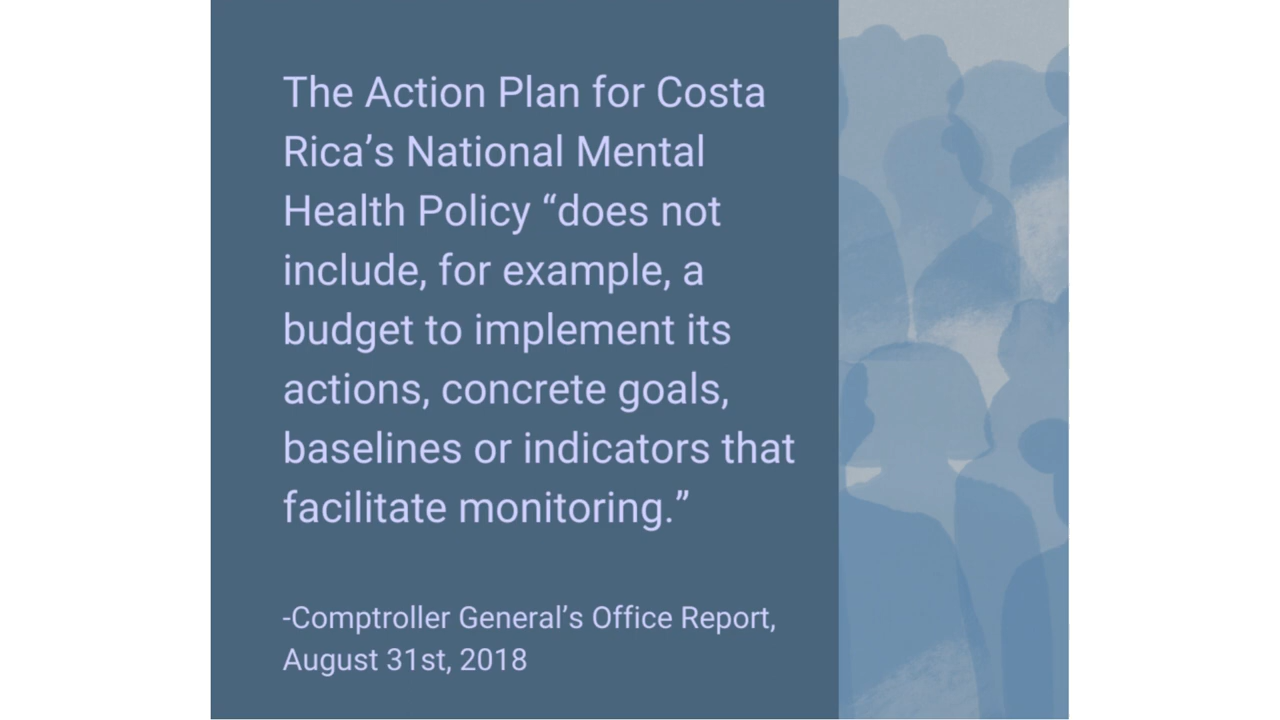 The Action Plan for Costa
Rica’s National Mental
Health Policy “does not
include, for example, a
budget to implement its
actions, concrete goals,
baselines or indicators that
facilitate monitoring.”
-Comptroller General’s Office Report,
August 31st, 2018